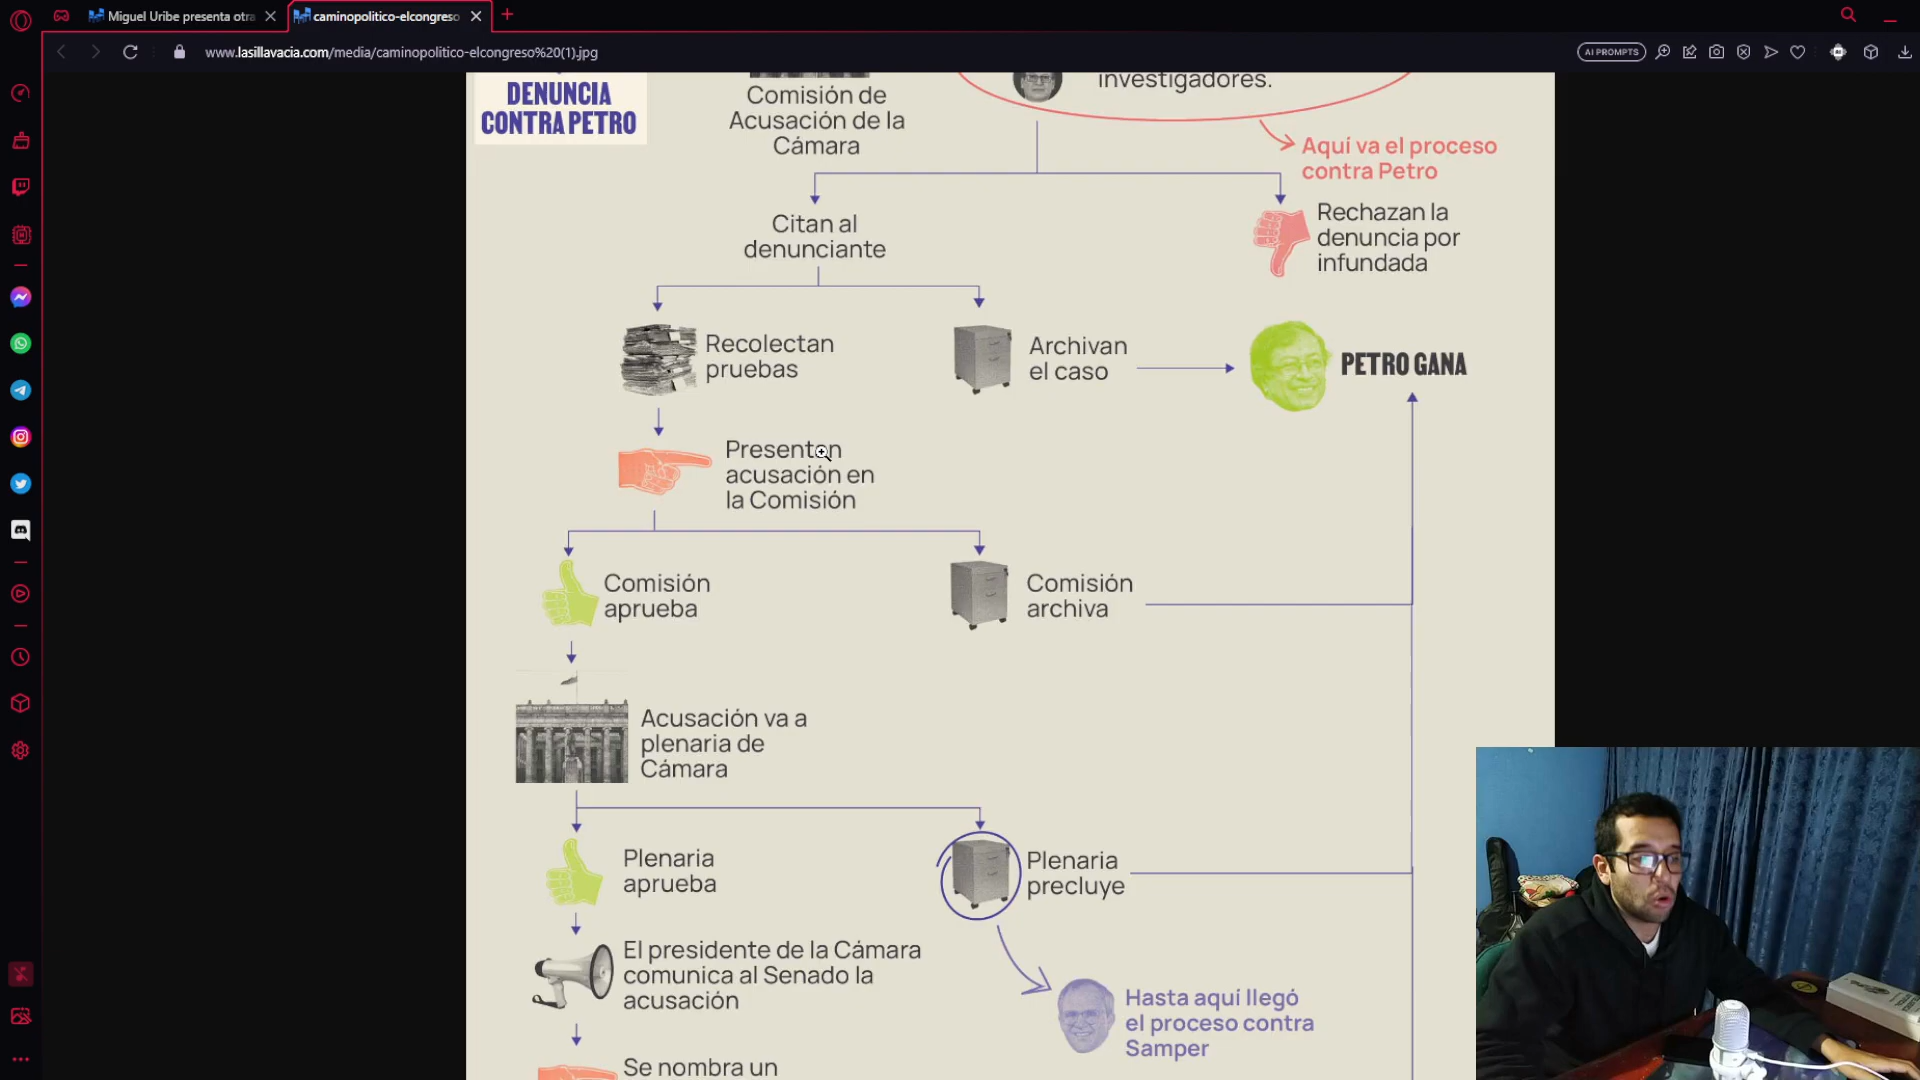 Miguel Uribe presenta otra
caminopolitico-elcongreso
www.lasillavacia.com/media/caminopolitico-elcongreso%20(1).jpg
AI PROMPTS
DENUNCIA
CONTRA PETRO
Comisión de
Acusación de la
Cámara
investigadores.
Aquí va el proceso
contra Petro
Citan al
denunciante
Rechazan la
denuncia por
infundada
Recolectan
pruebas
Archivan
el caso
PETRO GANA
Presentan
acusación en
la Comisión
Comisión
aprueba
Comisión
archiva
Acusación va a
plenaria de
Cámara
Plenaria
aprueba
Plenaria
precluye
El presidente de la Cámara
comunica al Senado la
acusación
Hasta aquí llegó
el proceso contra
Samper
Se nombra un